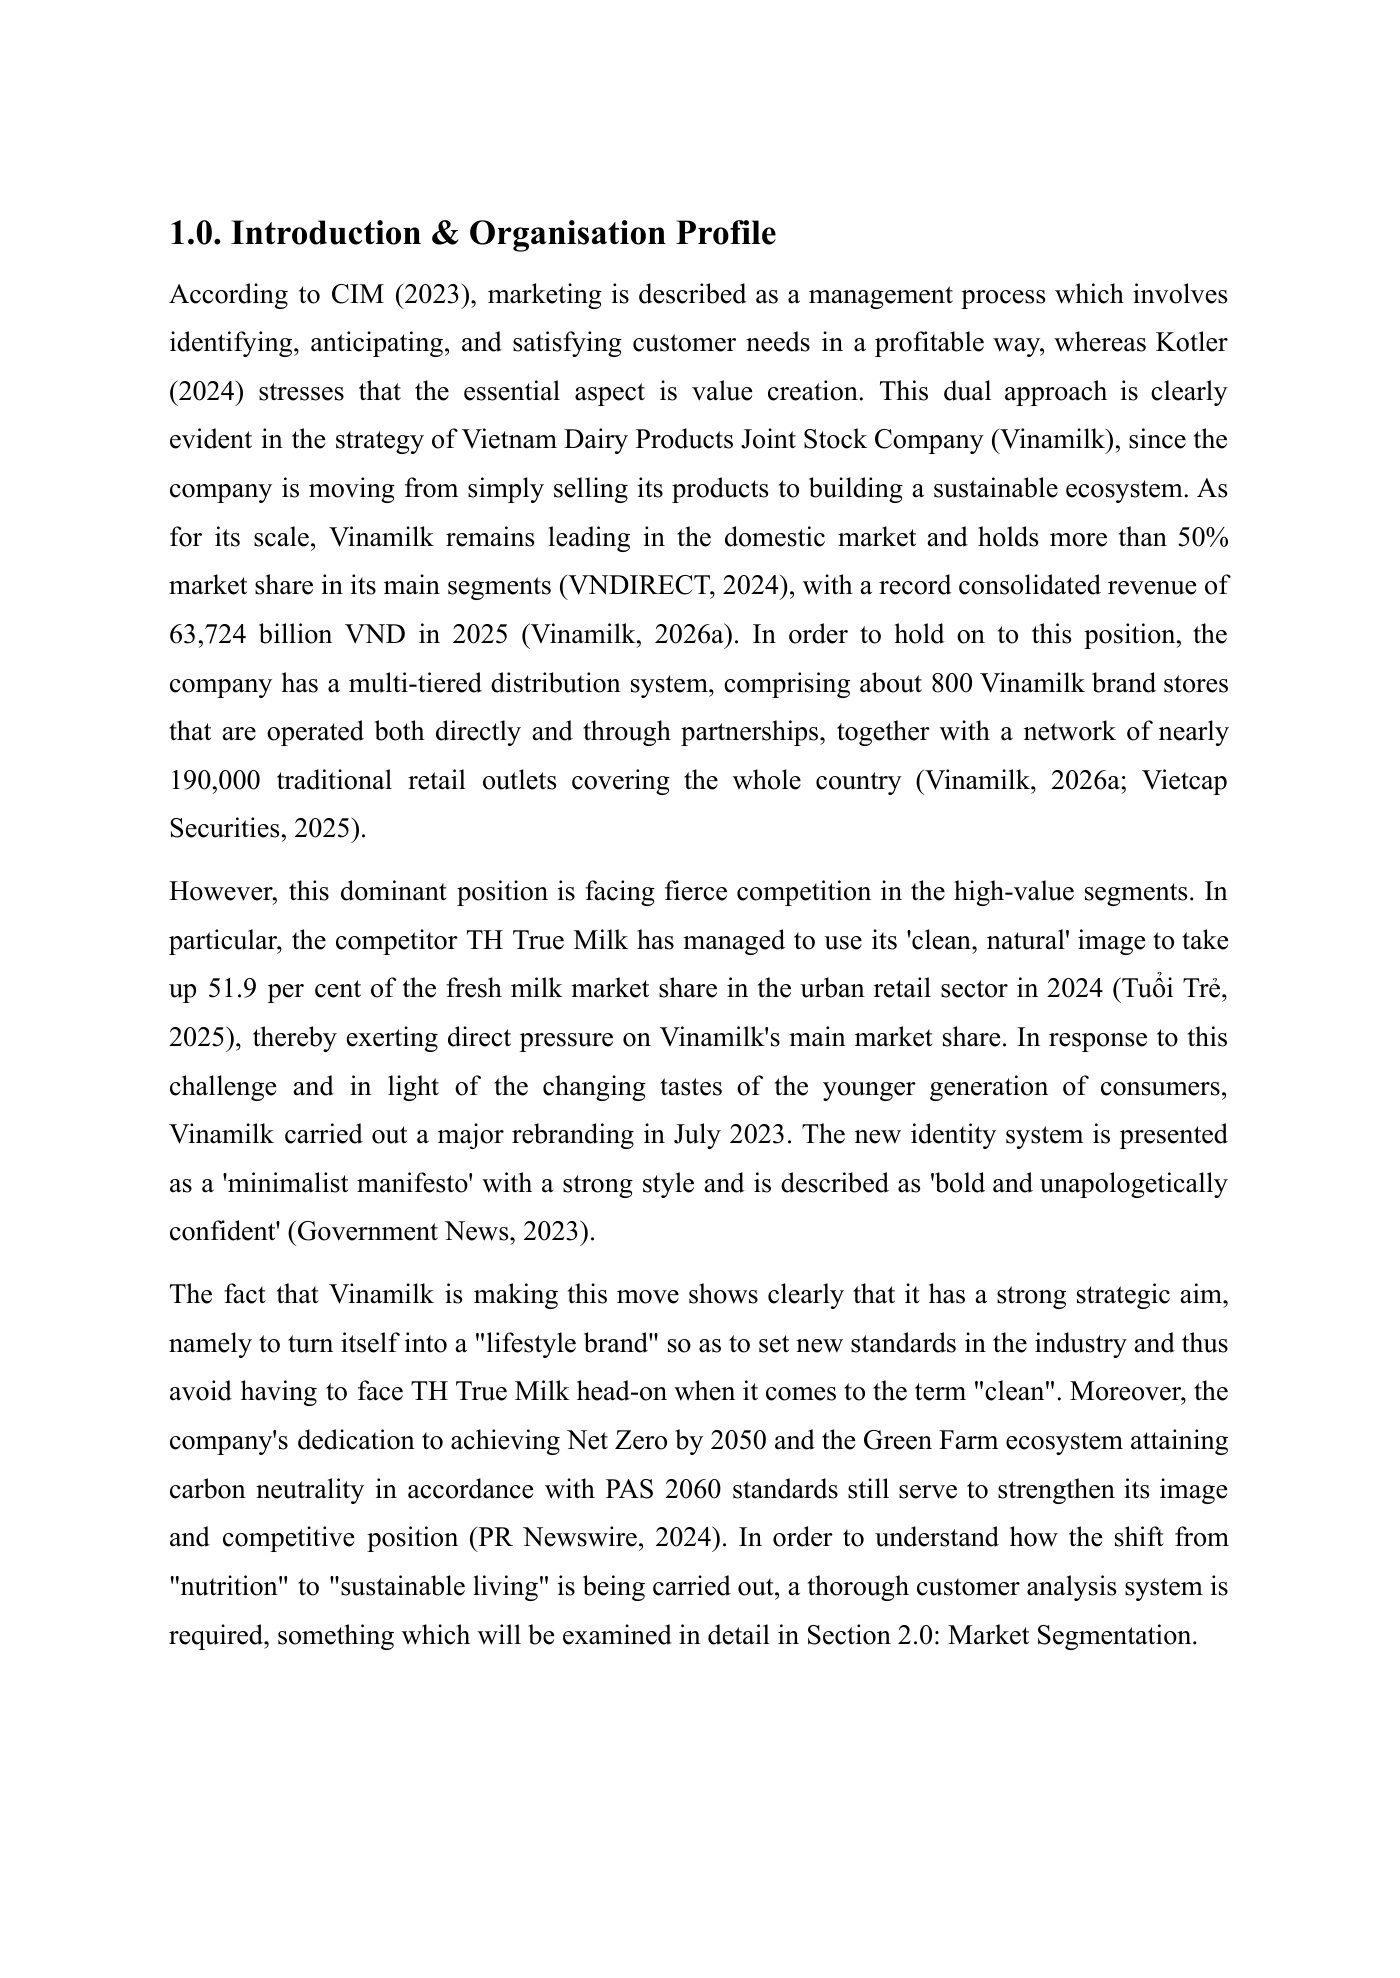 1.0. Introduction & Organisation Profile
According to CIM (2023), marketing is described as a management process which involves
identifying, anticipating, and satisfying customer needs in a profitable way, whereas Kotler
(2024) stresses that the essential aspect is value creation. This dual approach is clearly
evident in the strategy of Vietnam Dairy Products Joint Stock Company (Vinamilk), since the
company is moving from simply selling its products to building a sustainable ecosystem. As
for its scale, Vinamilk remains leading in the domestic market and holds more than 50%
market share in its main segments (VNDIRECT, 2024), with a record consolidated revenue of
63,724 billion VND in 2025 (Vinamilk, 2026a). In order to hold on to this position, the
company has a multi-tiered distribution system, comprising about 800 Vinamilk brand stores
that are operated both directly and through partnerships, together with a network of nearly
190,000 traditional retail outlets covering the whole country (Vinamilk, 2026a; Vietcap
Securities, 2025).
However, this dominant position is facing fierce competition in the high-value segments. In
particular, the competitor TH True Milk has managed to use its 'clean, natural' image to take
up 51.9 per cent of the fresh milk market share in the urban retail sector in 2024 (Tuổi Trẻ,
2025), thereby exerting direct pressure on Vinamilk's main market share. In response to this
challenge and in light of the changing tastes of the younger generation of consumers,
Vinamilk carried out a major rebranding in July 2023. The new identity system is presented
as a 'minimalist manifesto' with a strong style and is described as 'bold and unapologetically
confident' (Government News, 2023).
The fact that Vinamilk is making this move shows clearly that it has a strong strategic aim,
namely to turn itself into a "lifestyle brand" so as to set new standards in the industry and thus
avoid having to face TH True Milk head-on when it comes to the term "clean". Moreover, the
company's dedication to achieving Net Zero by 2050 and the Green Farm ecosystem attaining
carbon neutrality in accordance with PAS 2060 standards still serve to strengthen its image
and competitive position (PR Newswire, 2024). In order to understand how the shift from
"nutrition" to "sustainable living" is being carried out, a thorough customer analysis system is
required, something which will be examined in detail in Section 2.0: Market Segmentation.